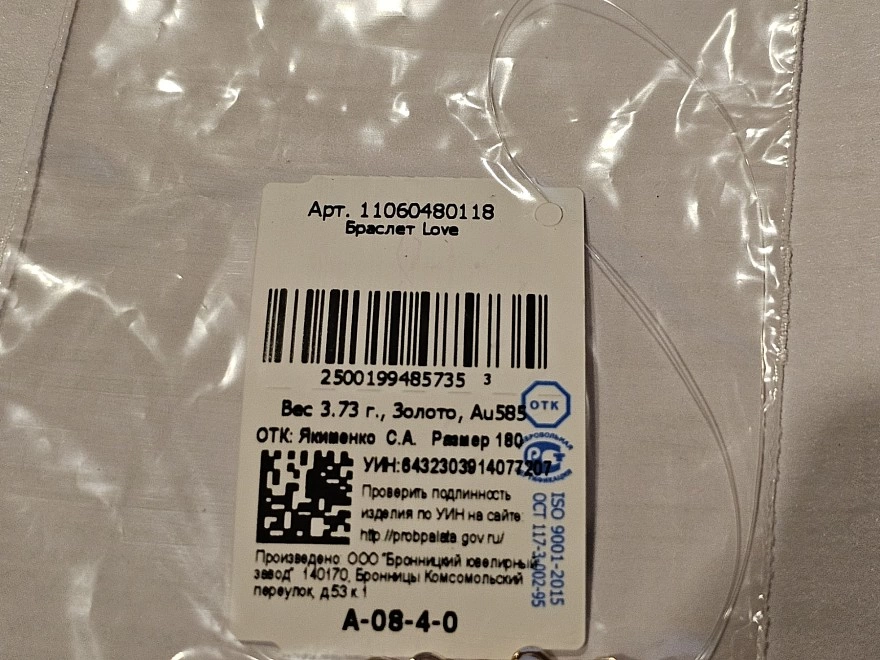 Арт. 11060480118
Браслет Love
2500199485735 3
Вес 3.73 г., Золото, Au585
ОТК
ОТК: Якименко С.А. Размер 180
УИН:6432303914077207
Проверить подлинность
изделия по УИН на сайте:
http://probpalata.gov.ru/
ISO 9001-2015
ОСТ 117-3-002-95
Произведено: ООО "Бронницкий ювелирный
завод" 140170, Бронницы Комсомольский
переулок, д.53 к.1
А-08-4-0